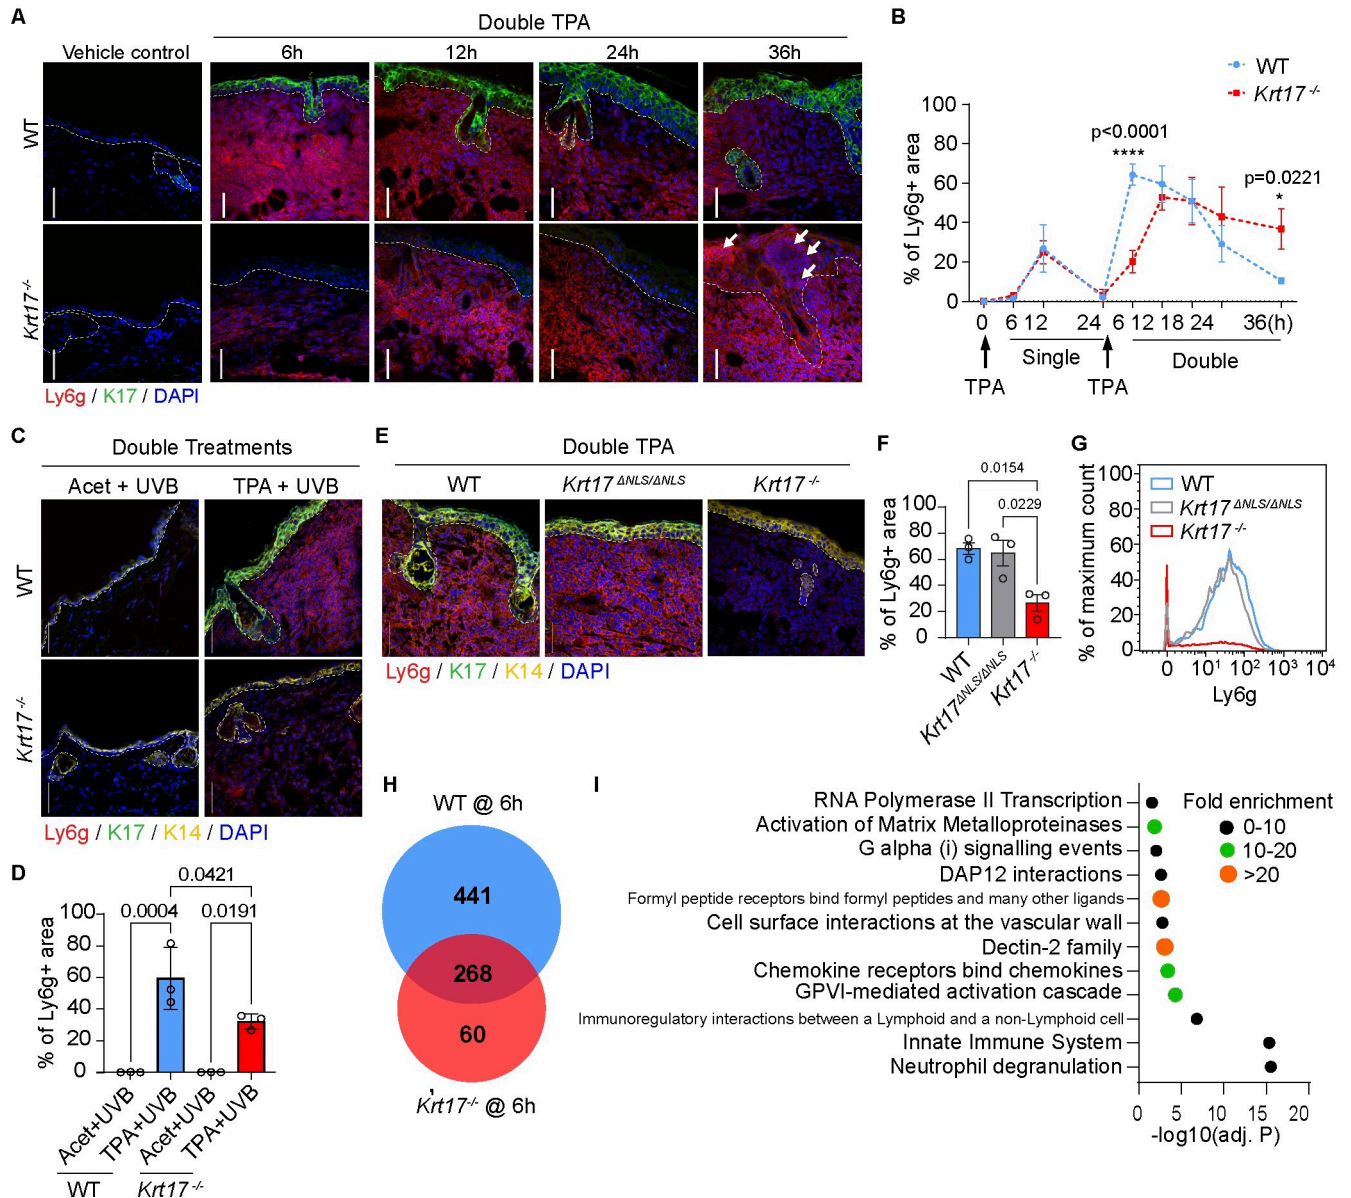 A
Double TPA
Vehicle control
6h
12h
24h
36h
WT
Krt17-/-
Ly6g / K17 / DAPI
B
WT
Krt17-/-
% of Ly6g+ area
100
80
60
40
20
0
p<0.0001
****
p=0.0221
*
0 6 12 24 6 12 18 24 36(h)
Single
Double
TPA
TPA
C
Double Treatments
Acet + UVB
TPA + UVB
WT
Krt17-/-
Ly6g / K17 / K14 / DAPI
D
0.0421
0.0004
0.0191
% of Ly6g+ area
100
80
60
40
20
0
Acet+UVB
TPA+UVB
Acet+UVB
TPA+UVB
WT
Krt17-/-
E
Double TPA
WT
Krt17ΔNLS/ΔNLS
Krt17-/-
Ly6g / K17 / K14 / DAPI
F
0.0154
0.0229
% of Ly6g+ area
100
80
60
40
20
0
WT
Krt17ΔNLS/ΔNLS
Krt17-/-
G
% of maximum count
100
80
60
40
20
0
WT
Krt17ΔNLS/ΔNLS
Krt17-/-
0 10¹ 10² 10³ 10⁴
Ly6g
H
WT @ 6h
441
268
60
Krt17-/- @ 6h
I
RNA Polymerase II Transcription
Activation of Matrix Metalloproteinases
G alpha (i) signalling events
DAP12 interactions
Formyl peptide receptors bind formyl peptides and many other ligands
Cell surface interactions at the vascular wall
Dectin-2 family
Chemokine receptors bind chemokines
GPVI-mediated activation cascade
Immunoregulatory interactions between a Lymphoid and a non-Lymphoid cell
Innate Immune System
Neutrophil degranulation
Fold enrichment
0-10
10-20
>20
0 5 10 15 20
-log10(adj. P)